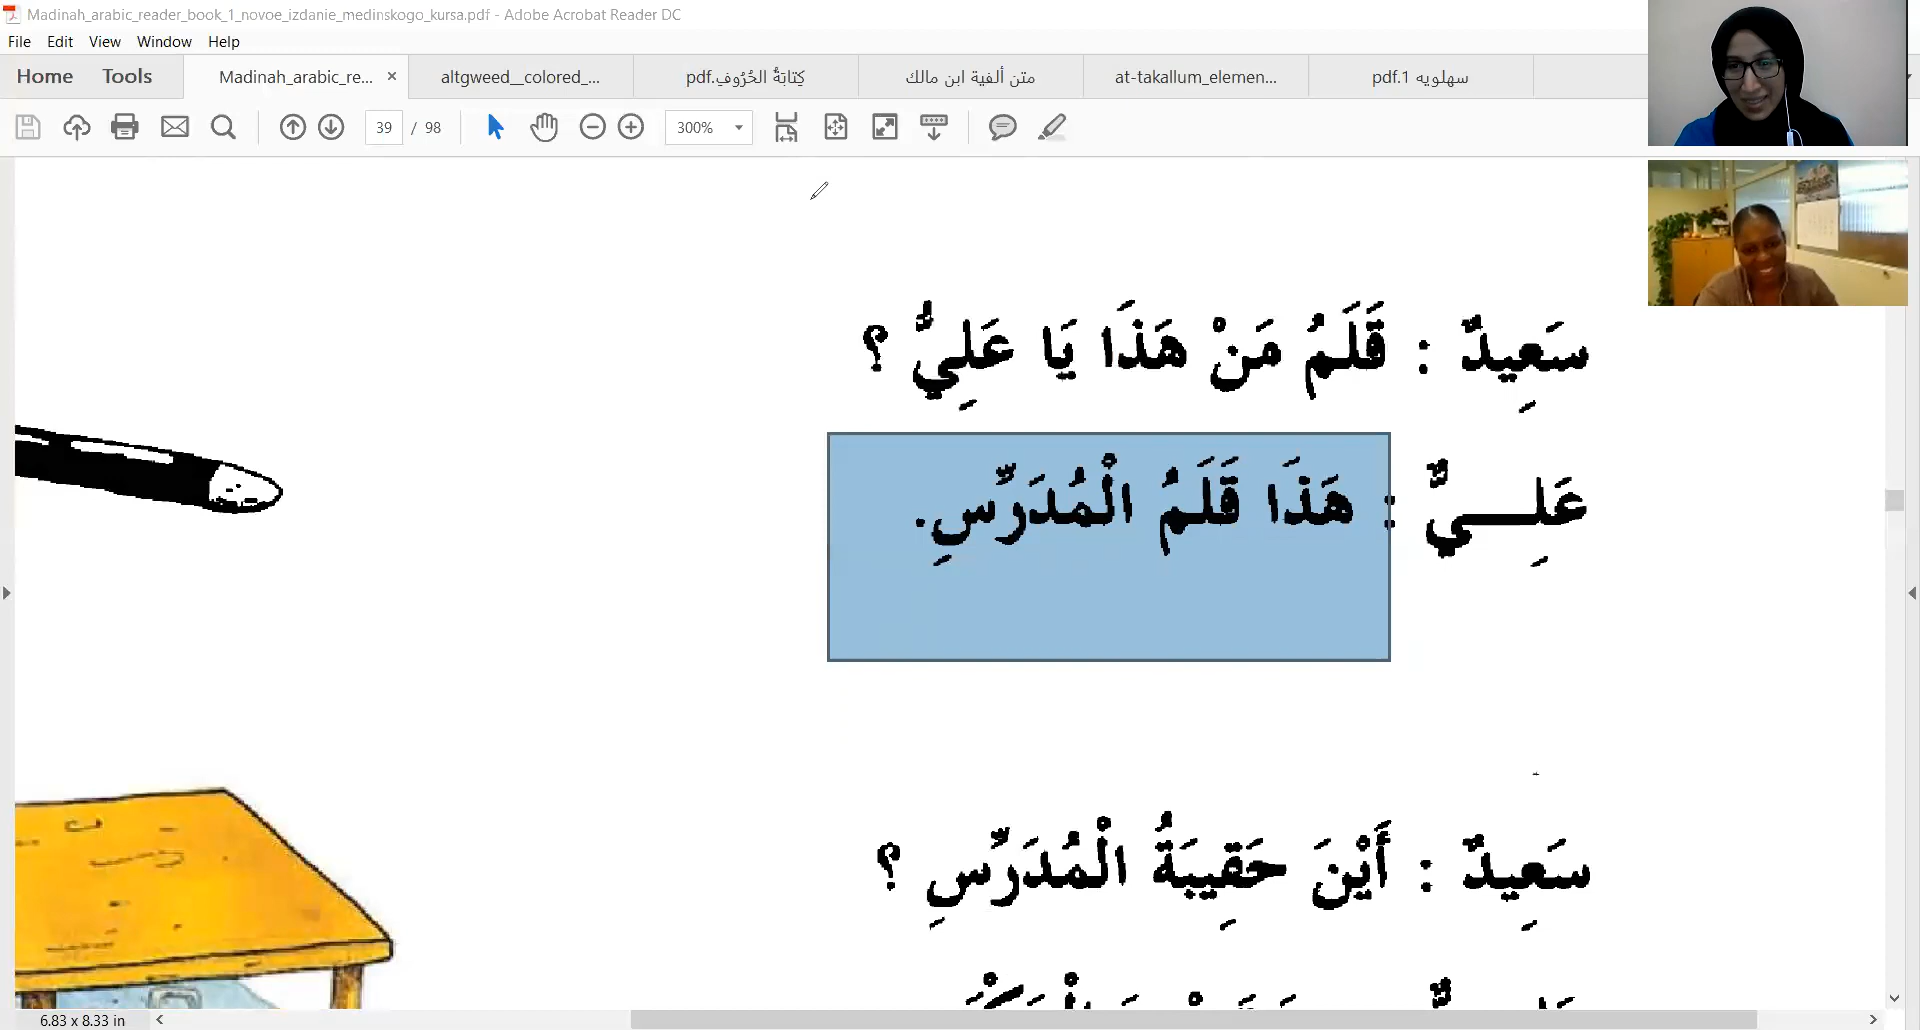 Madinah_arabic_reader_book_1_novoe_izdanie_medinskogo_kursa.pdf - Adobe Acrobat Reader DC
File Edit View Window Help
Home Tools Madinah_arabic_re... × altgweed__colored_... كِتابَةُ الحُرُوفِ.pdf متن ألفية ابن مالك at-takallum_elemen... سهلويه 1.pdf
39 / 98 300%
سَعِيدٌ : قَلَمُ مَنْ هَذَا يَا عَلِيُّ ؟
عَلِـــيٌّ : هَذَا قَلَمُ الْمُدَرِّسِ.
سَعِيدٌ : أَيْنَ حَقِيبَةُ الْمُدَرِّسِ ؟
6.83 x 8.33 in